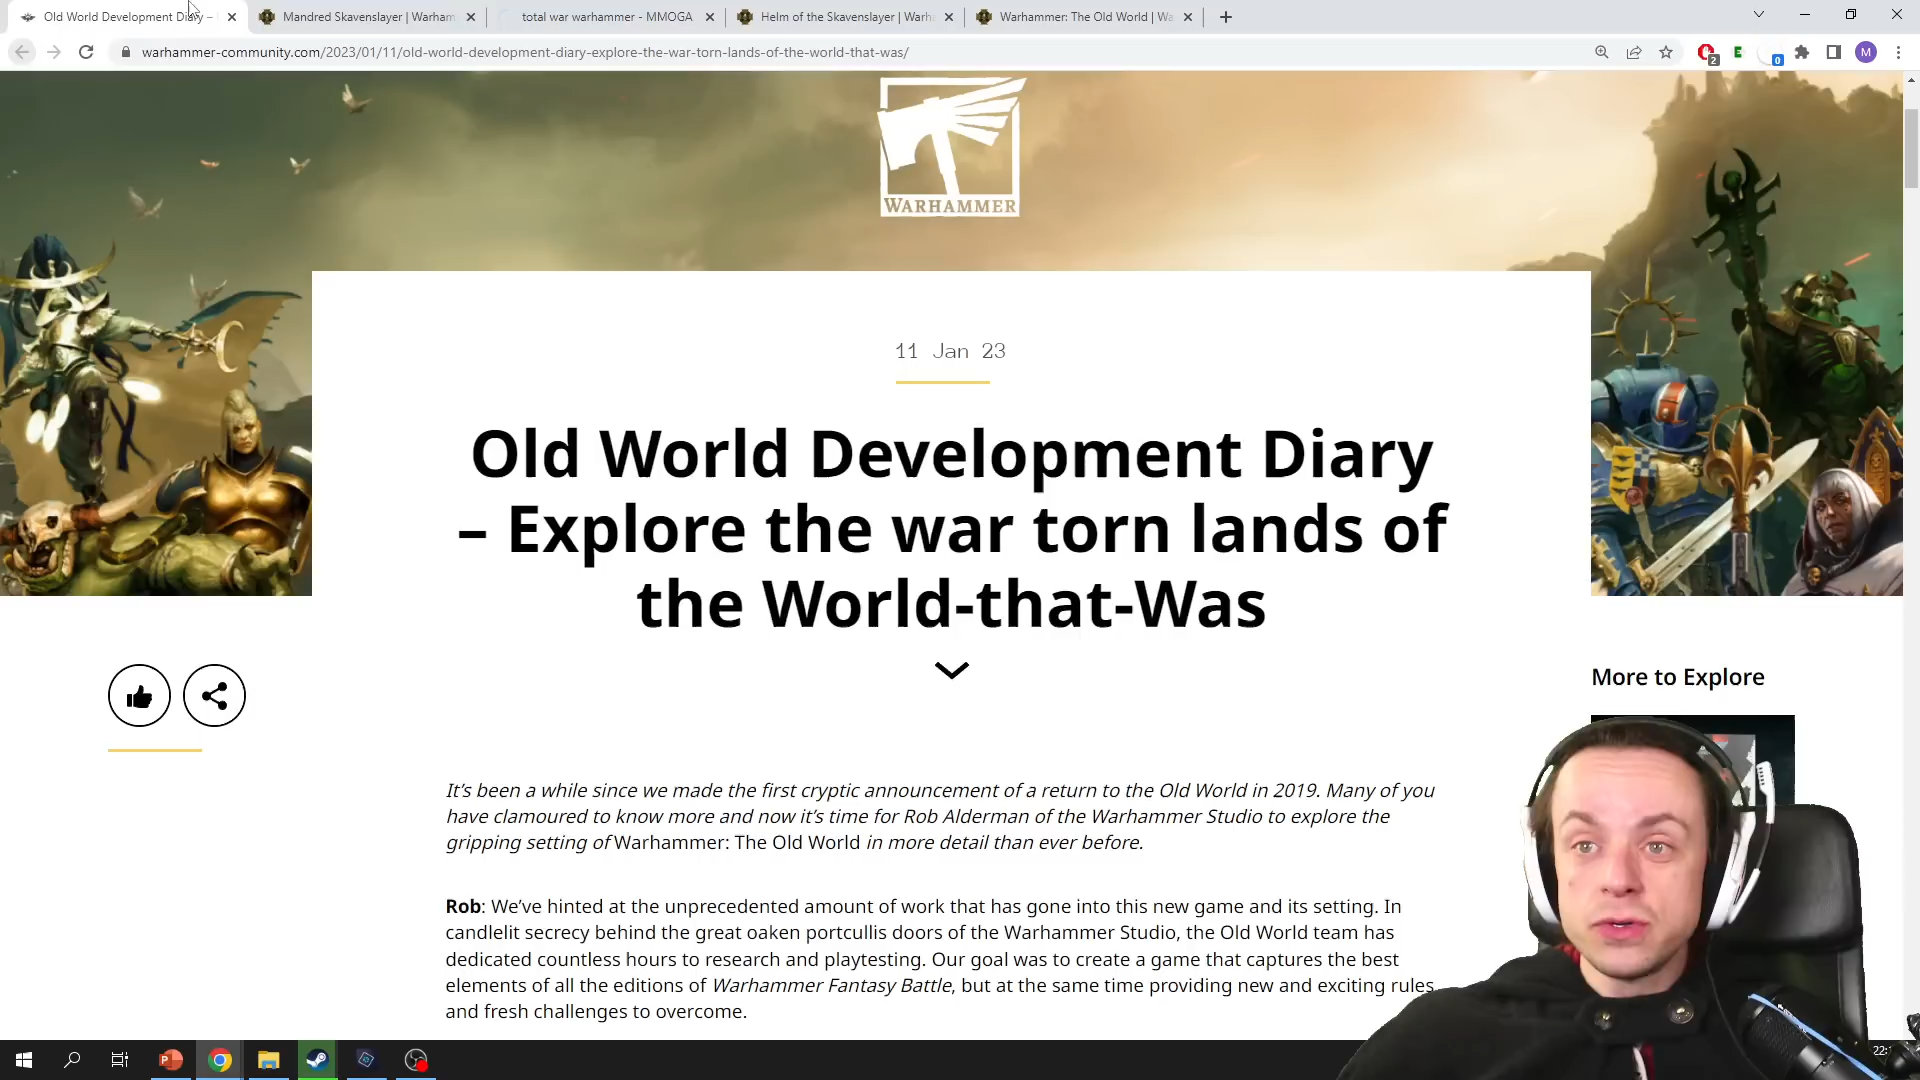 Old World Development Diary –
Mandred Skavenslayer | Warham
total war warhammer - MMOGA
Helm of the Skavenslayer | Warh
Warhammer: The Old World | Wa
warhammer-community.com/2023/01/11/old-world-development-diary-explore-the-war-torn-lands-of-the-world-that-was/
2
E
0
M
WARHAMMER
11 Jan 23
Old World Development Diary
– Explore the war torn lands of
the World-that-Was
More to Explore
It's been a while since we made the first cryptic announcement of a return to the Old World in 2019. Many of you
have clamoured to know more and now it's time for Rob Alderman of the Warhammer Studio to explore the
gripping setting of Warhammer: The Old World in more detail than ever before.
Rob: We've hinted at the unprecedented amount of work that has gone into this new game and its setting. In
candlelit secrecy behind the great oaken portcullis doors of the Warhammer Studio, the Old World team has
dedicated countless hours to research and playtesting. Our goal was to create a game that captures the best
elements of all the editions of Warhammer Fantasy Battle, but at the same time providing new and exciting rules
and fresh challenges to overcome.
P